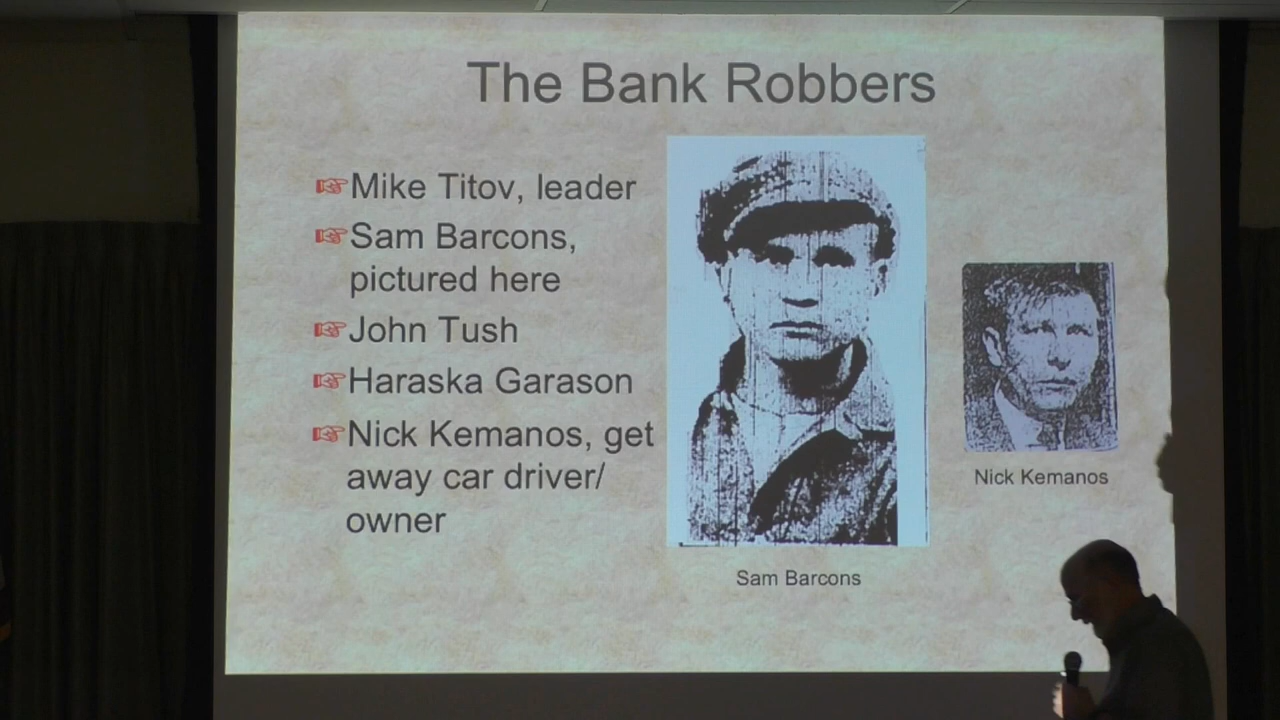 The Bank Robbers
Mike Titov, leader
Sam Barcons,
pictured here
John Tush
Haraska Garason
Nick Kemanos, get
away car driver/
owner
Nick Kemanos
Sam Barcons